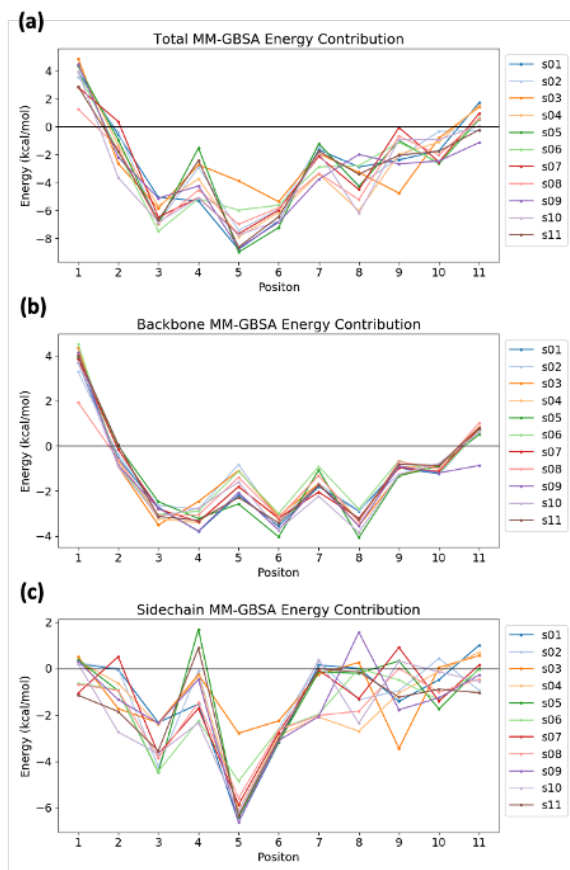 (a)
Total MM-GBSA Energy Contribution
Energy (kcal/mol)
4
2
0
−2
−4
−6
−8
1 2 3 4 5 6 7 8 9 10 11
Positon
s01
s02
s03
s04
s05
s06
s07
s08
s09
s10
s11
(b)
Backbone MM-GBSA Energy Contribution
Energy (kcal/mol)
4
2
0
−2
−4
1 2 3 4 5 6 7 8 9 10 11
Positon
s01
s02
s03
s04
s05
s06
s07
s08
s09
s10
s11
(c)
Sidechain MM-GBSA Energy Contribution
Energy (kcal/mol)
2
0
−2
−4
−6
1 2 3 4 5 6 7 8 9 10 11
Positon
s01
s02
s03
s04
s05
s06
s07
s08
s09
s10
s11